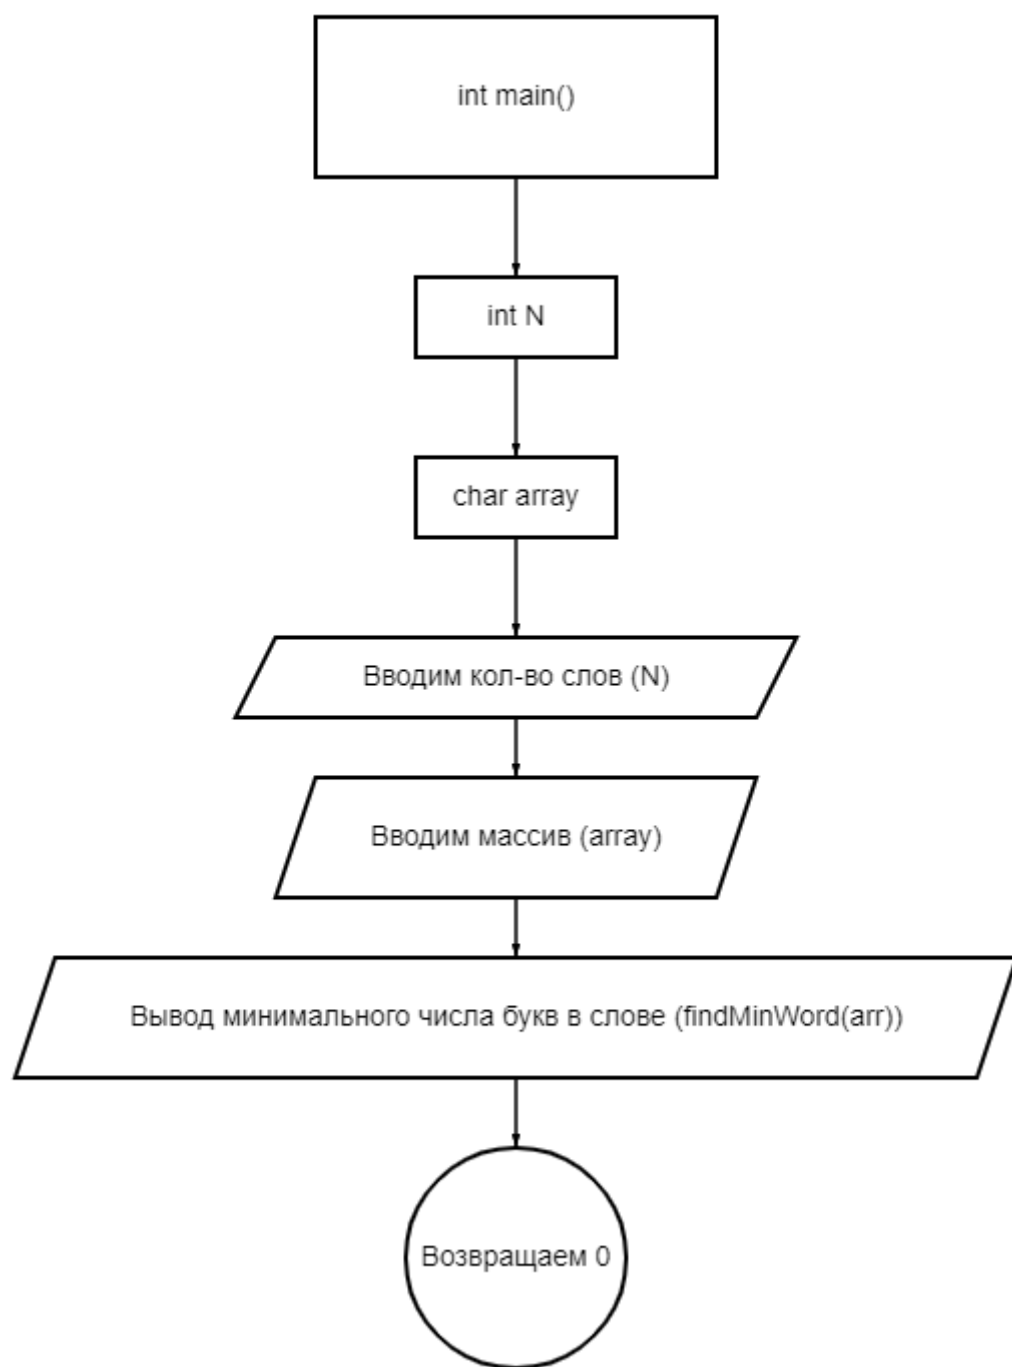 int main()
int N
char array
Вводим кол-во слов (N)
Вводим массив (array)
Вывод минимального числа букв в слове (findMinWord(arr))
Возвращаем 0